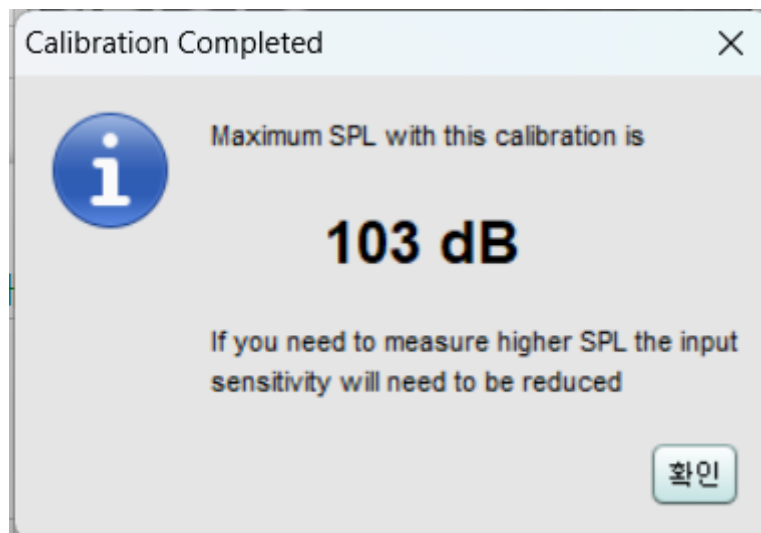 Calibration Completed
Maximum SPL with this calibration is
103 dB
If you need to measure higher SPL the input
sensitivity will need to be reduced
확인